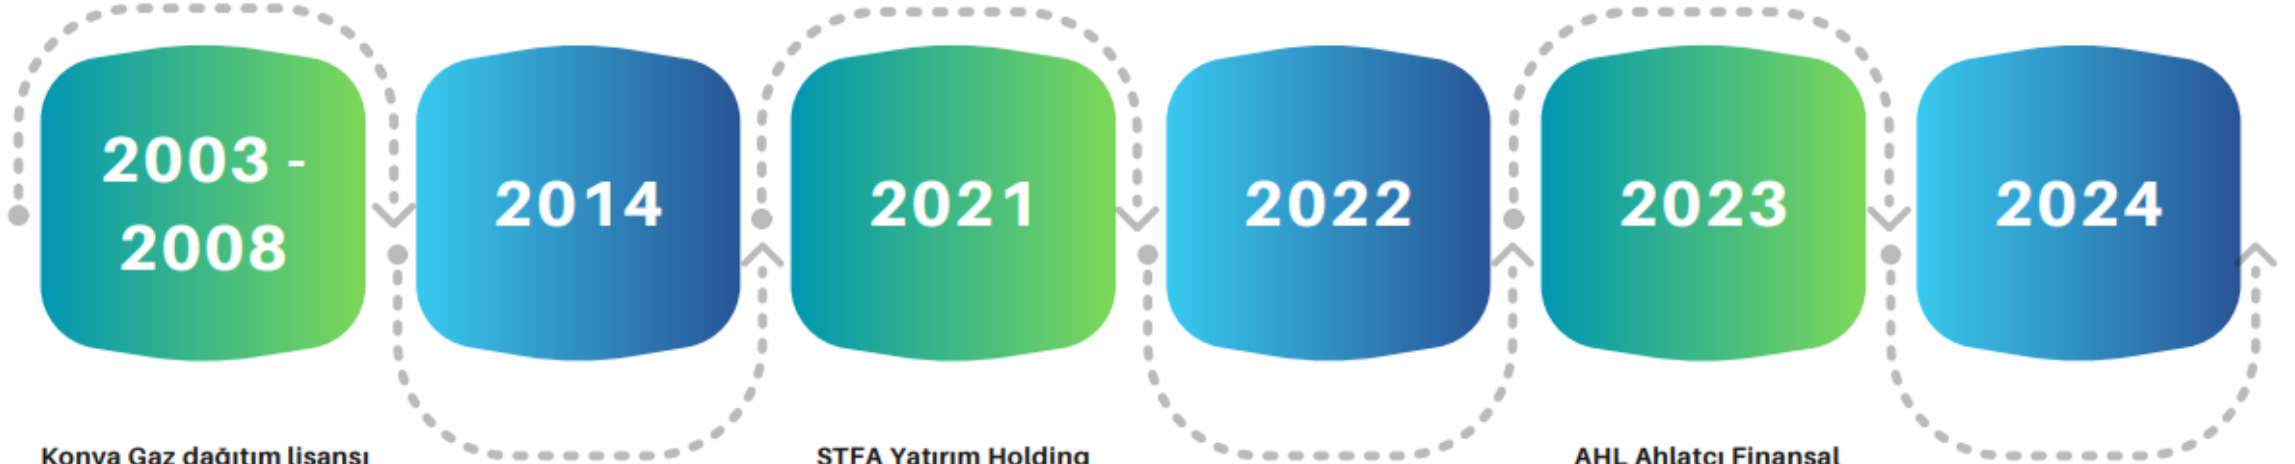 2003 -
2008
2014
2021
2022
2023
2024
Konya Gaz dağıtım lisansı
STFA Yatırım Holding
AHL Ahlatcı Finansal